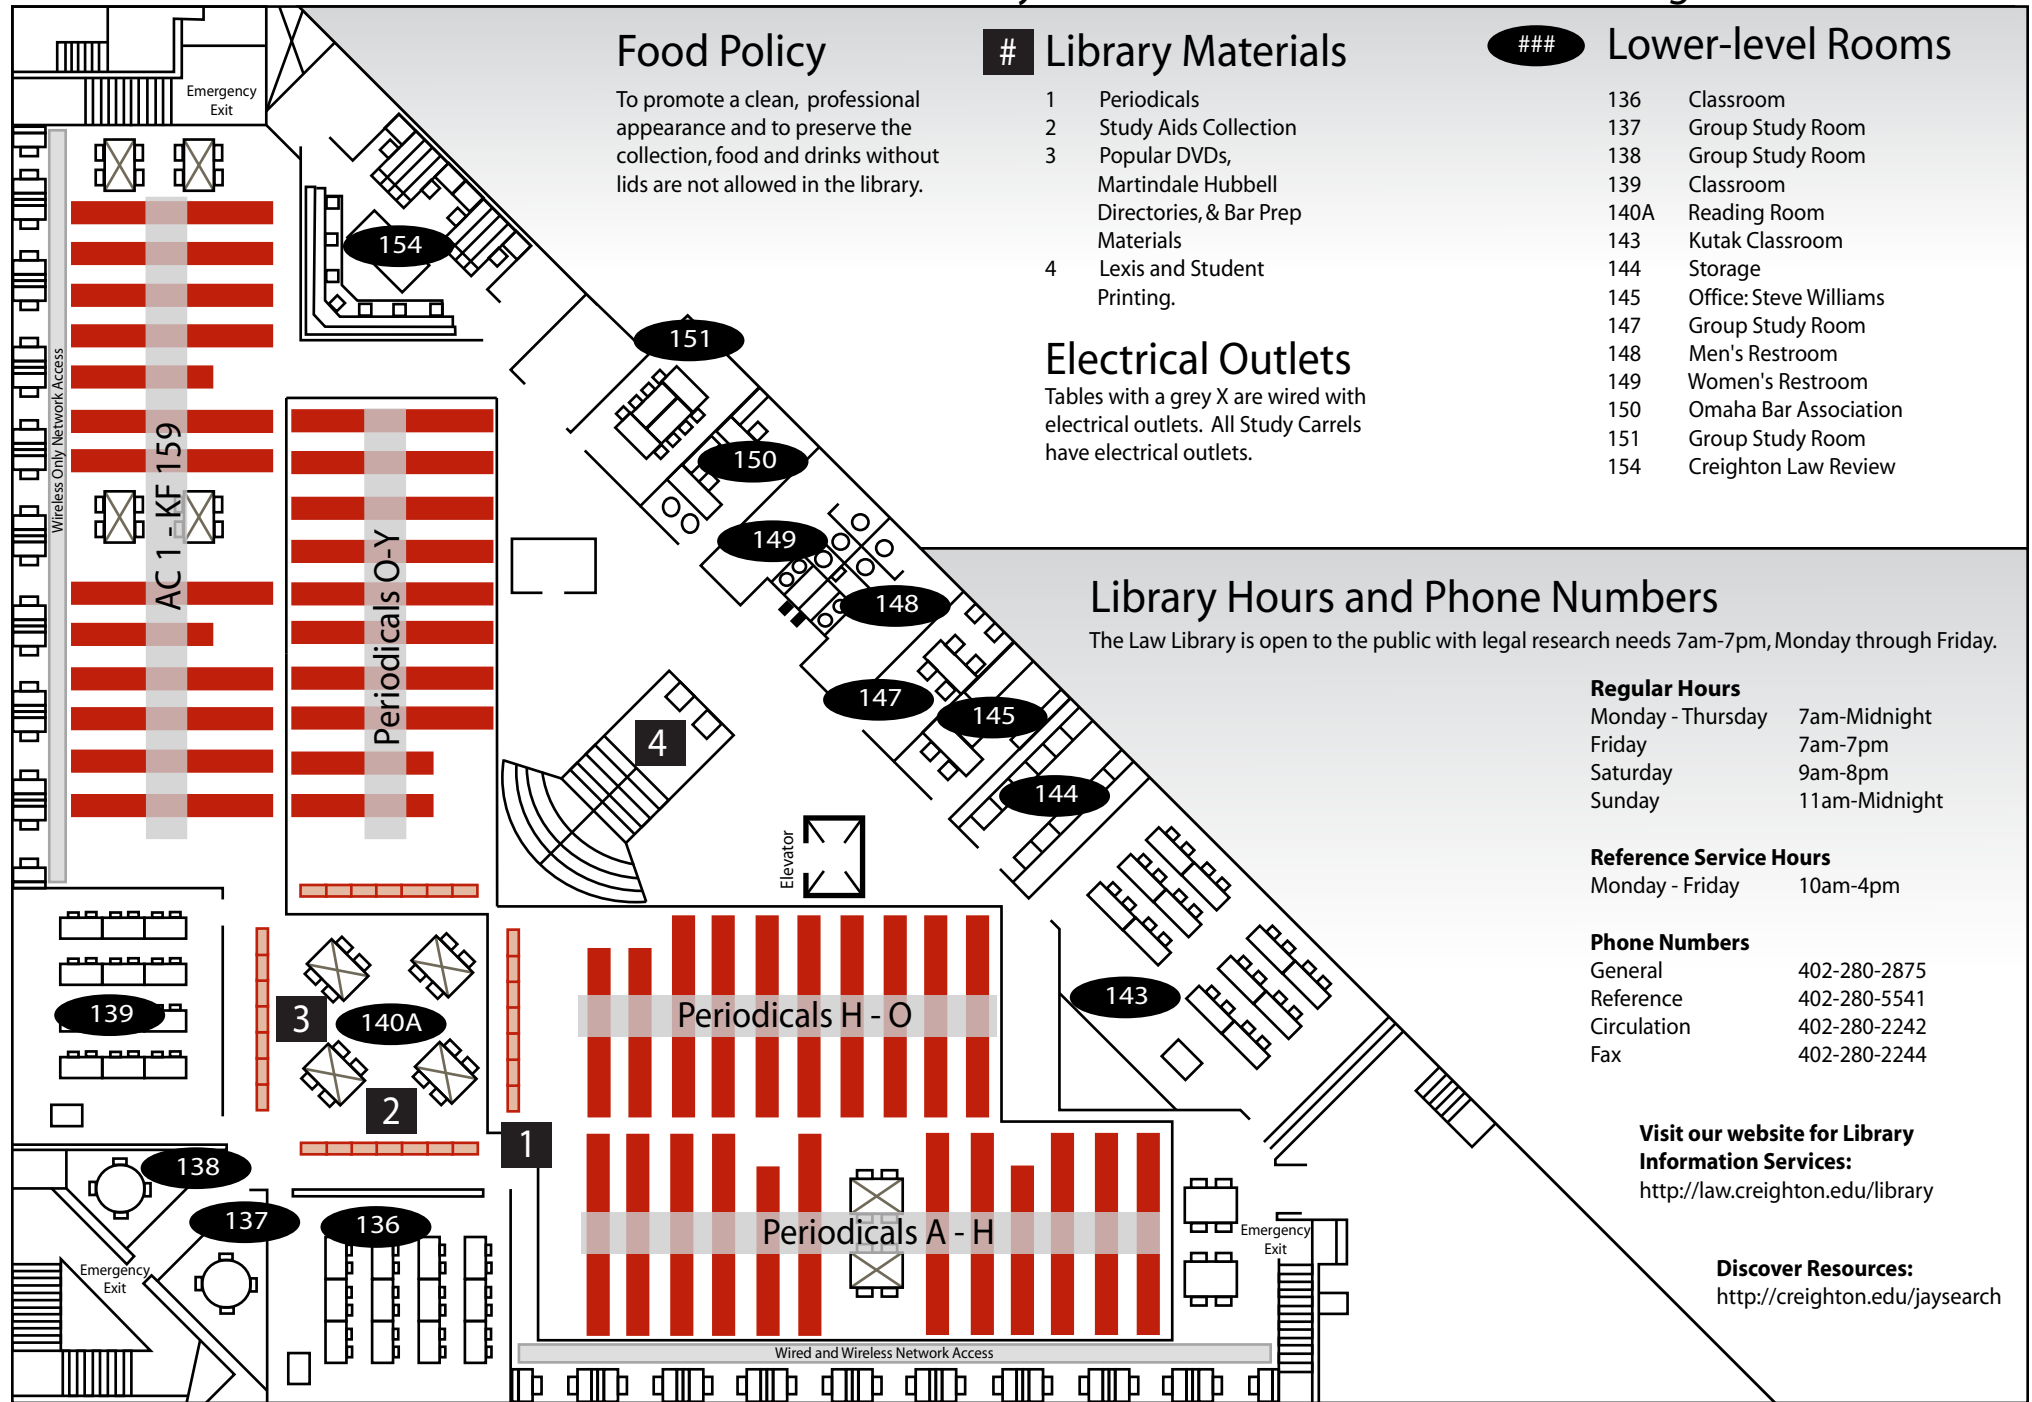 Food Policy
To promote a clean, professional
appearance and to preserve the
collection, food and drinks without
lids are not allowed in the library.
# Library Materials
1 Periodicals
2 Study Aids Collection
3 Popular DVDs,
Martindale Hubbell
Directories, & Bar Prep
Materials
4 Lexis and Student
Printing.
Electrical Outlets
Tables with a grey X are wired with
electrical outlets. All Study Carrels
have electrical outlets.
### Lower-level Rooms
136 Classroom
137 Group Study Room
138 Group Study Room
139 Classroom
140A Reading Room
143 Kutak Classroom
144 Storage
145 Office: Steve Williams
147 Group Study Room
148 Men's Restroom
149 Women's Restroom
150 Omaha Bar Association
151 Group Study Room
154 Creighton Law Review
Library Hours and Phone Numbers
The Law Library is open to the public with legal research needs 7am-7pm, Monday through Friday.
Regular Hours
Monday - Thursday 7am-Midnight
Friday 7am-7pm
Saturday 9am-8pm
Sunday 11am-Midnight
Reference Service Hours
Monday - Friday 10am-4pm
Phone Numbers
General 402-280-2875
Reference 402-280-5541
Circulation 402-280-2242
Fax 402-280-2244
Visit our website for Library
Information Services:
http://law.creighton.edu/library
Discover Resources:
http://creighton.edu/jaysearch
Emergency
Exit
154
151
150
149
148
147
145
144
143
Wireless Only Network Access
AC 1 - KF 159
Periodicals O-Y
4
Elevator
139
3
140A
2
1
138
137
136
Periodicals H - O
Periodicals A - H
Emergency
Exit
Emergency
Exit
Wired and Wireless Network Access